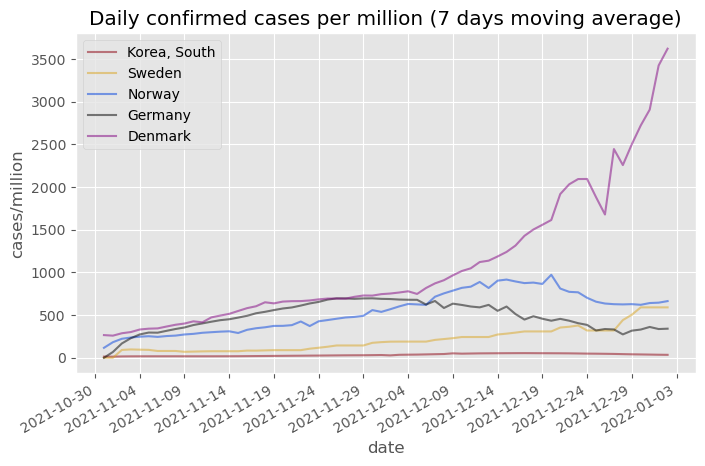 Daily confirmed cases per million (7 days moving average)
Korea, South
Sweden
Norway
Germany
Denmark
3500
3000
2500
2000
1500
1000
500
0
cases/million
2021-10-30
2021-11-04
2021-11-09
2021-11-14
2021-11-19
2021-11-24
2021-11-29
2021-12-04
2021-12-09
2021-12-14
2021-12-19
2021-12-24
2021-12-29
2022-01-03
date